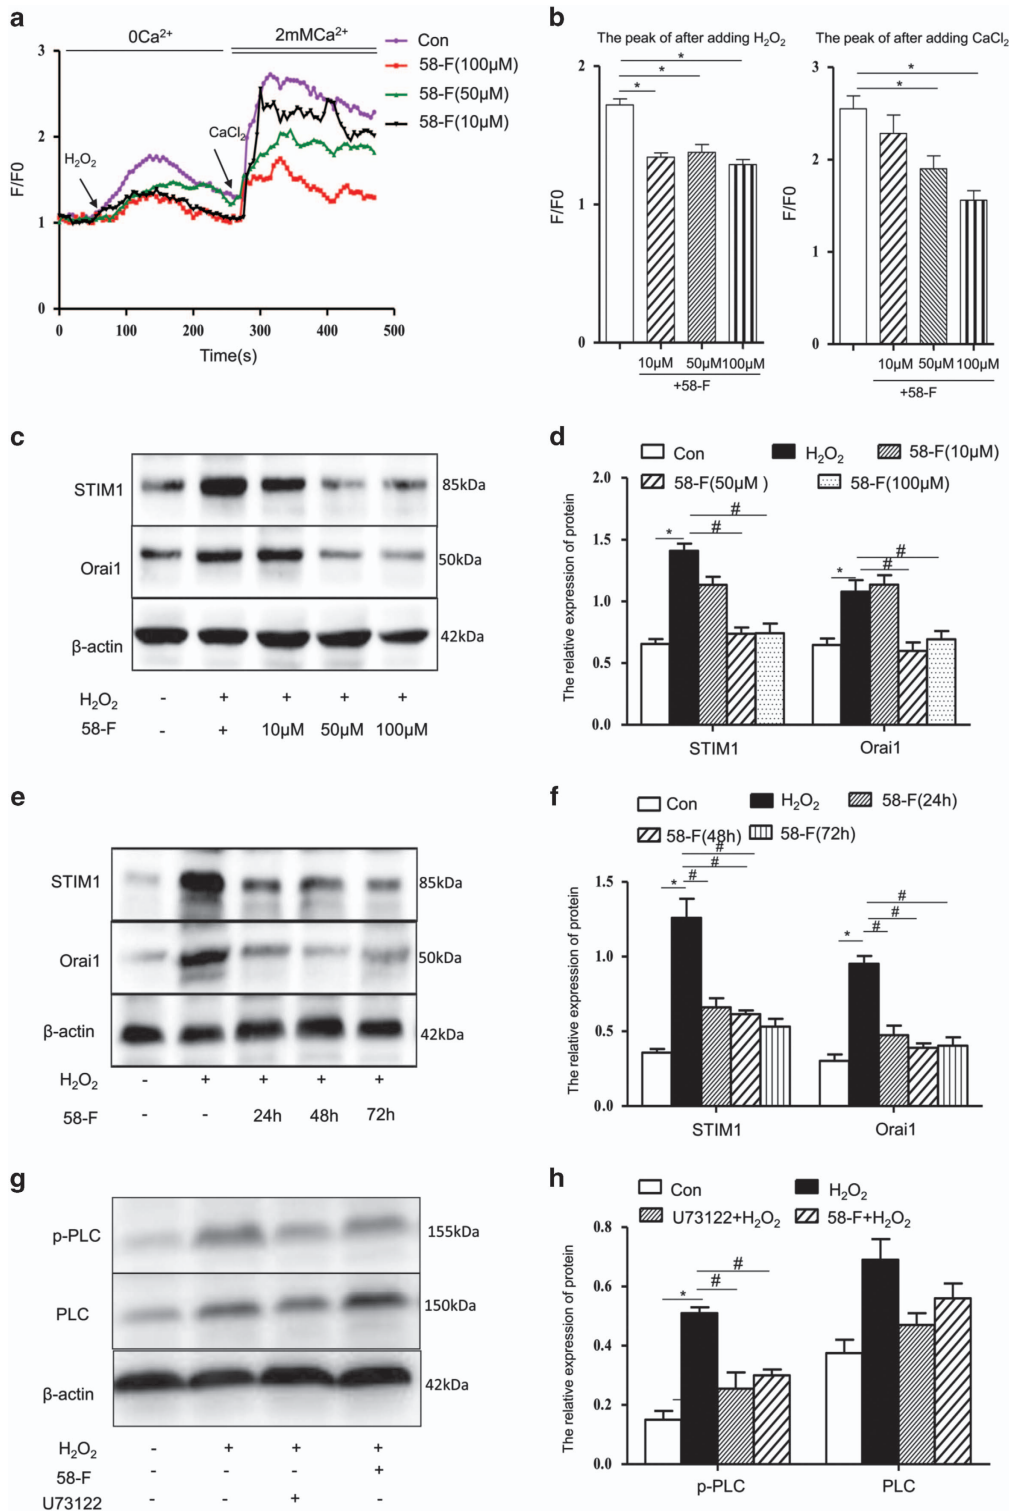 a
0Ca²⁺ 2mMCa²⁺
Con
58-F(100μM)
58-F(50μM)
58-F(10μM)
H₂O₂
CaCl₂
F/F0
3
2
1
0
0 100 200 300 400 500
Time(s)
b
The peak of after adding H₂O₂
* 
*
*
F/F0
2
1
0
10μM 50μM 100μM
+58-F
The peak of after adding CaCl₂
*
*
F/F0
3
2
1
0
10μM 50μM 100μM
+58-F
c
STIM1 85kDa
Orai1 50kDa
β-actin 42kDa
H₂O₂ - + + + +
58-F - + 10μM 50μM 100μM
d
Con H₂O₂ 58-F(10μM)
58-F(50μM ) 58-F(100μM)
The relative expression of protein
2.0
1.5
1.0
0.5
0.0
* # #
* # #
STIM1 Orai1
e
STIM1 85kDa
Orai1 50kDa
β-actin 42kDa
H₂O₂ - + + + +
58-F - - 24h 48h 72h
f
Con H₂O₂ 58-F(24h)
58-F(48h) 58-F(72h)
The relative expression of protein
1.5
1.0
0.5
0.0
* # # #
* # # #
STIM1 Orai1
g
p-PLC 155kDa
PLC 150kDa
β-actin 42kDa
H₂O₂ - + + +
58-F - - - +
U73122 - - + -
h
Con H₂O₂
U73122+H₂O₂ 58-F+H₂O₂
The relative expression of protein
0.8
0.6
0.4
0.2
0.0
* # #
p-PLC PLC